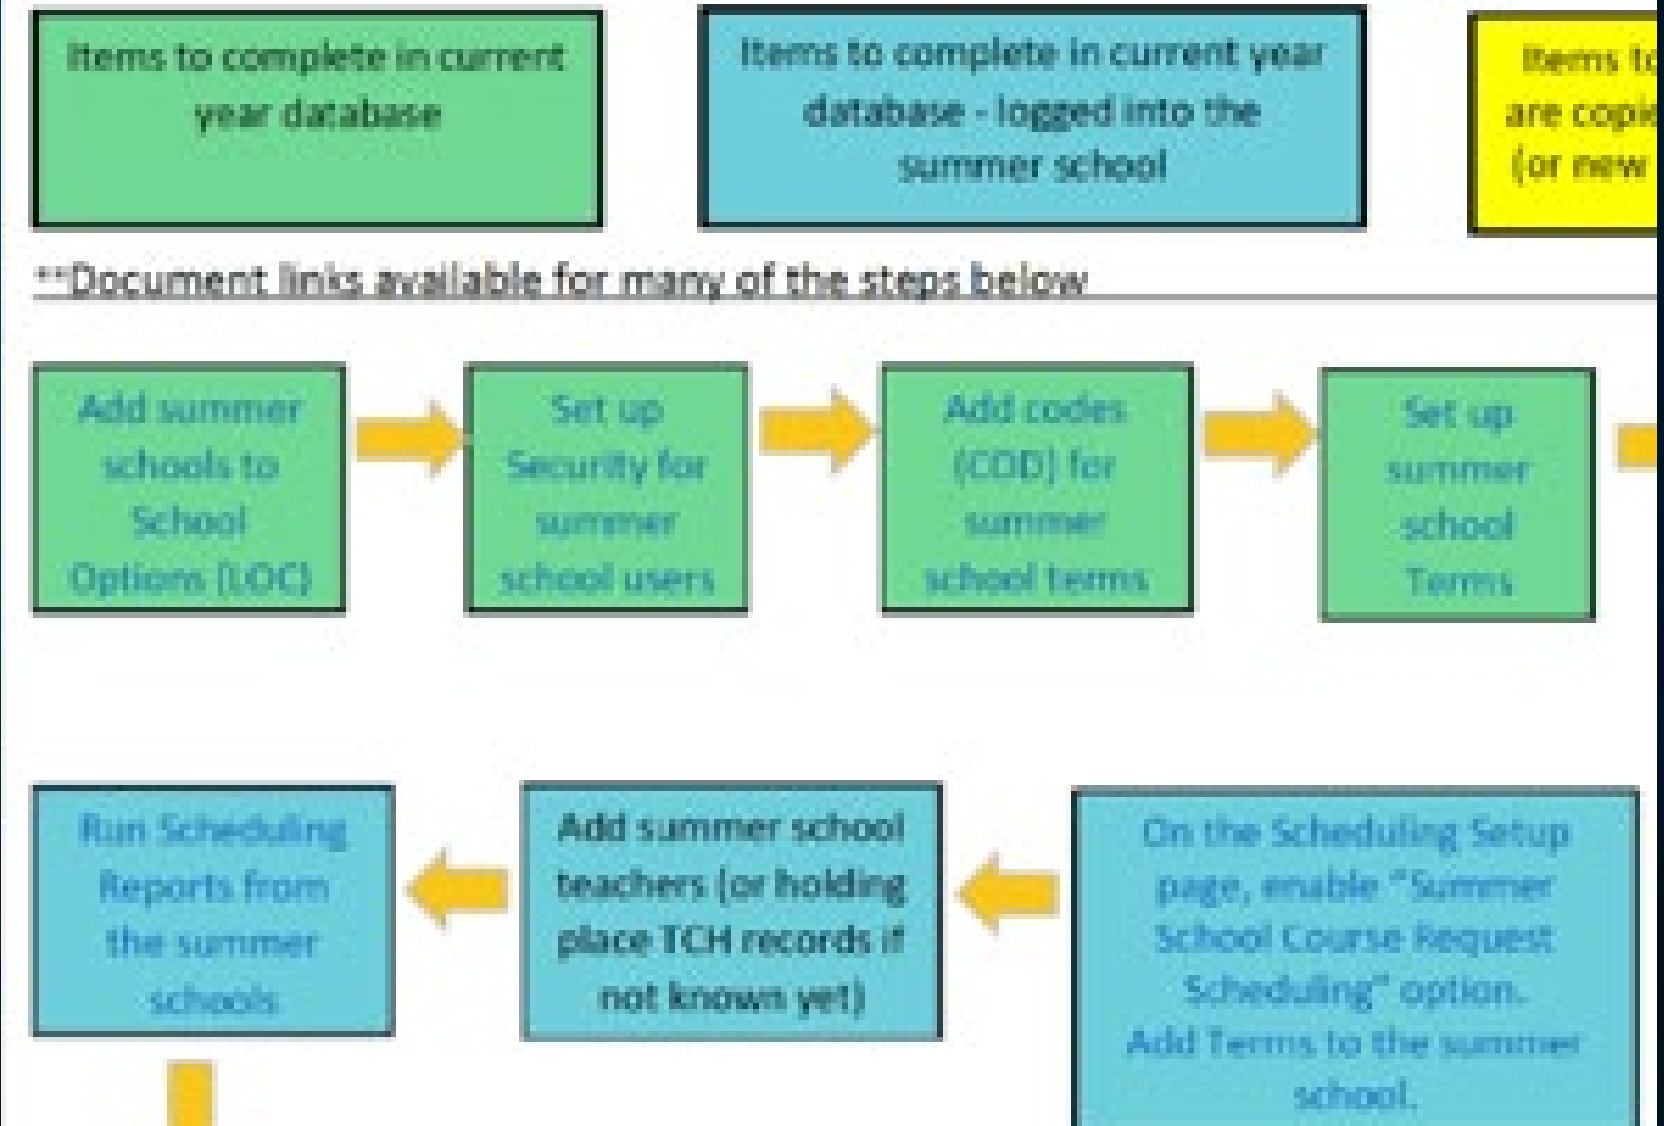 Items to complete in current
year database
Items to complete in current year
database - logged into the
summer school
Items to
are copie
(or new
**Document links available for many of the steps below
Add summer
schools to
School
Options (LOC)
Set up
Security for
summer
school users
Add codes
(COD) for
summer
school terms
Set up
summer
school
Terms
Run Scheduling
Reports from
the summer
schools
Add summer school
teachers (or holding
place TCH records if
not known yet)
On the Scheduling Setup
page, enable "Summer
School Course Request
Scheduling" option.
Add Terms to the summer
school.